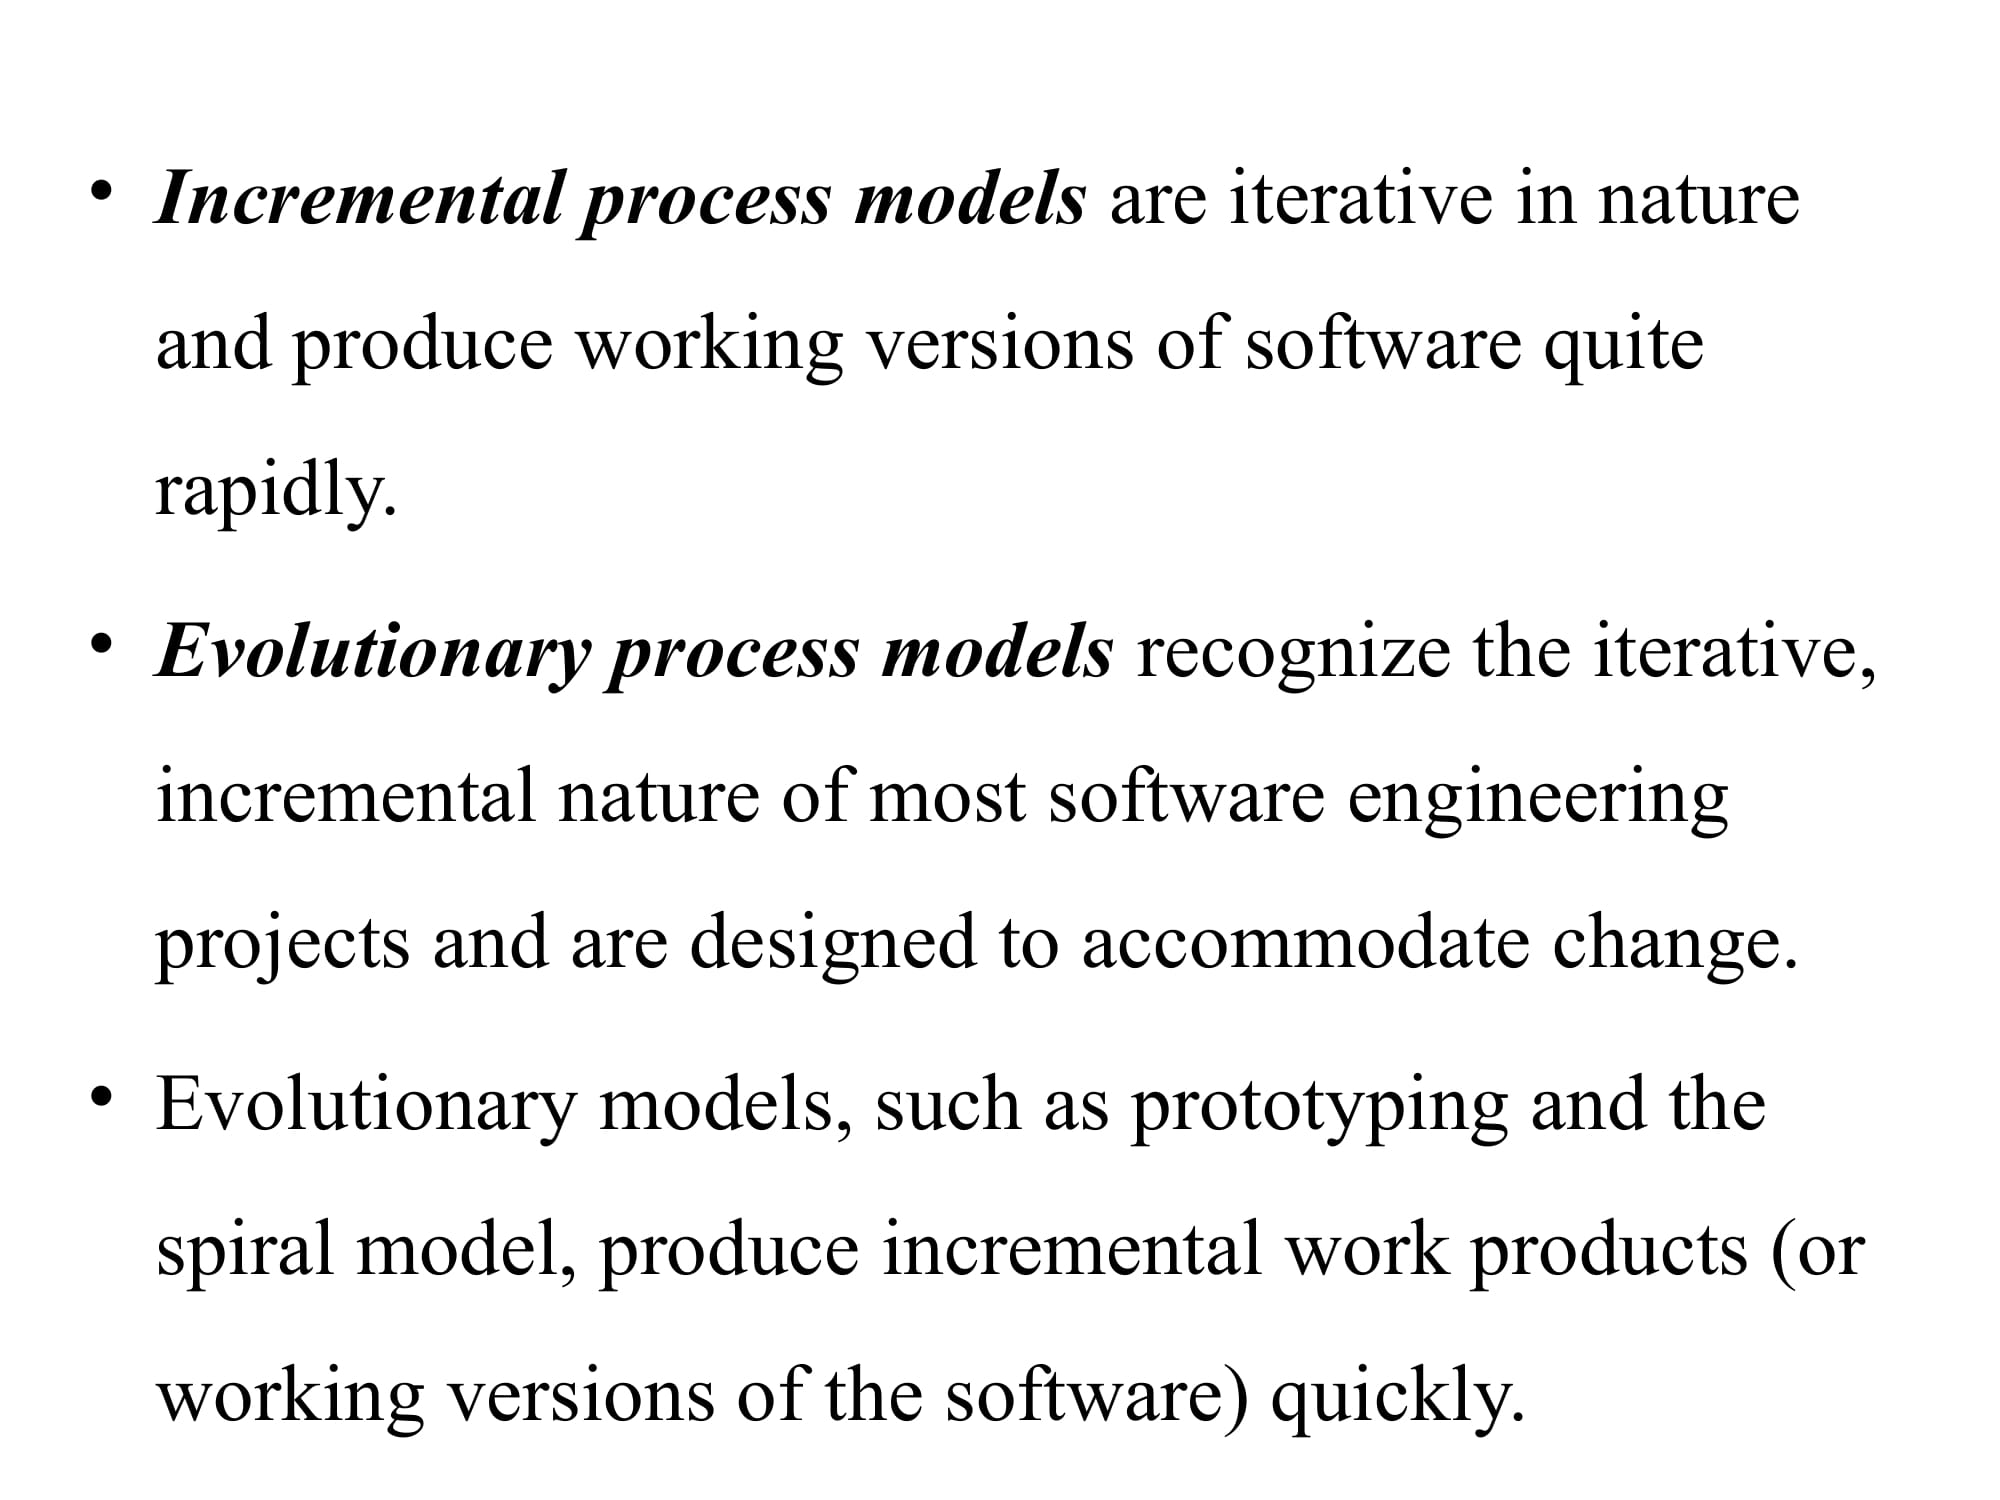 • Incremental process models are iterative in nature
and produce working versions of software quite
rapidly.
• Evolutionary process models recognize the iterative,
incremental nature of most software engineering
projects and are designed to accommodate change.
• Evolutionary models, such as prototyping and the
spiral model, produce incremental work products (or
working versions of the software) quickly.